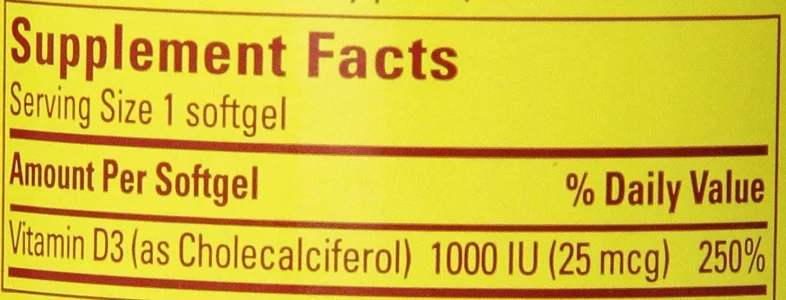 Supplement Facts
Serving Size 1 softgel
Amount Per Softgel % Daily Value
Vitamin D3 (as Cholecalciferol) 1000 IU (25 mcg) 250%